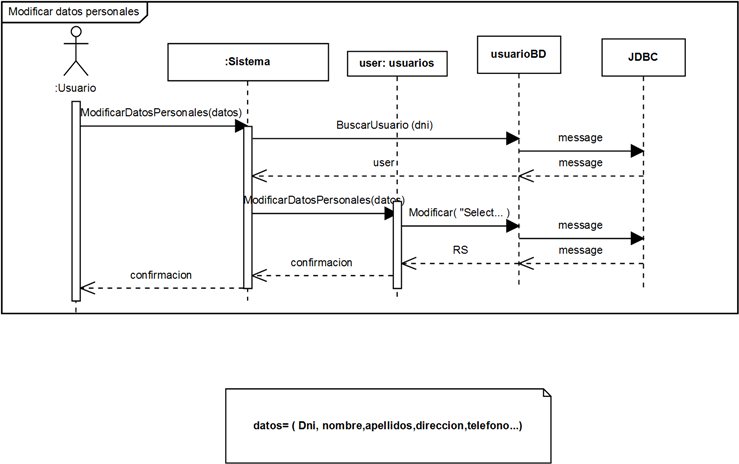 Modificar datos personales
:Usuario
:Sistema
user: usuarios
usuarioBD
JDBC
ModificarDatosPersonales(datos)
BuscarUsuario (dni)
message
user
message
ModificarDatosPersonales(datos)
Modificar( "Select... )
message
RS
message
confirmacion
confirmacion
datos= ( Dni, nombre,apellidos,direccion,telefono...)